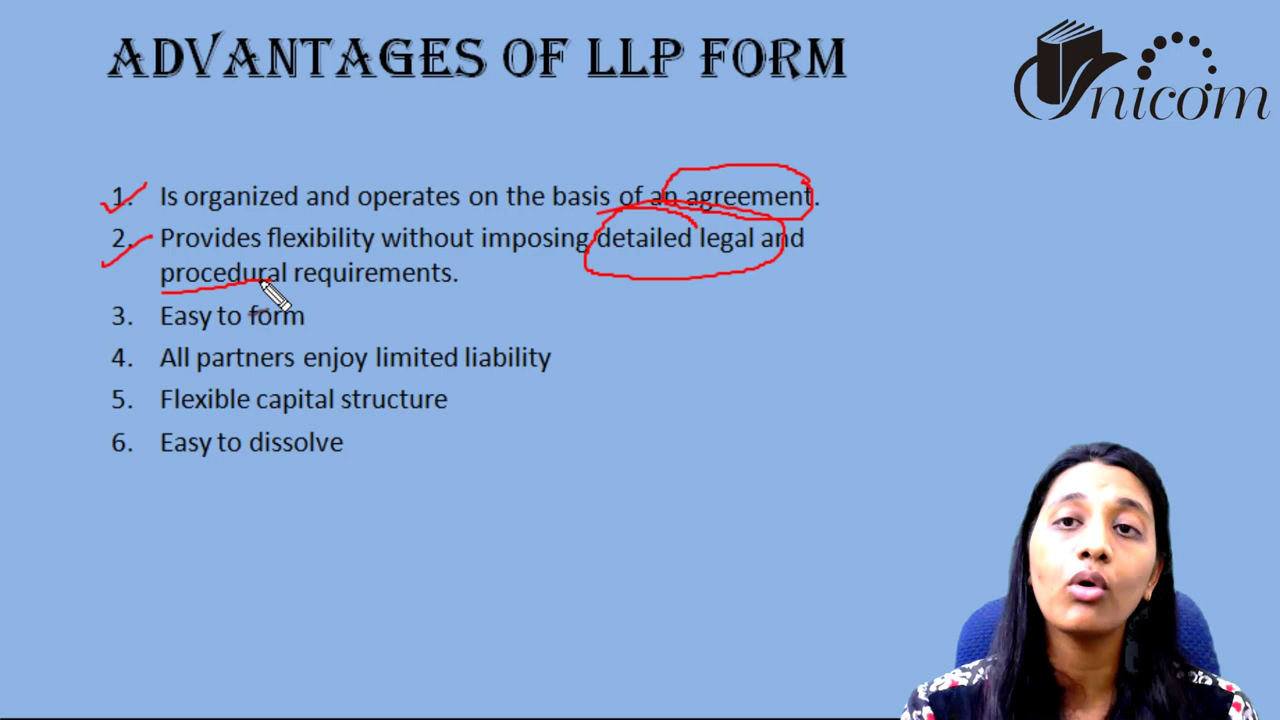 ADVANTAGES OF LLP FORM
Unicom
1. Is organized and operates on the basis of an agreement.
2. Provides flexibility without imposing detailed legal and
procedural requirements.
3. Easy to form
4. All partners enjoy limited liability
5. Flexible capital structure
6. Easy to dissolve